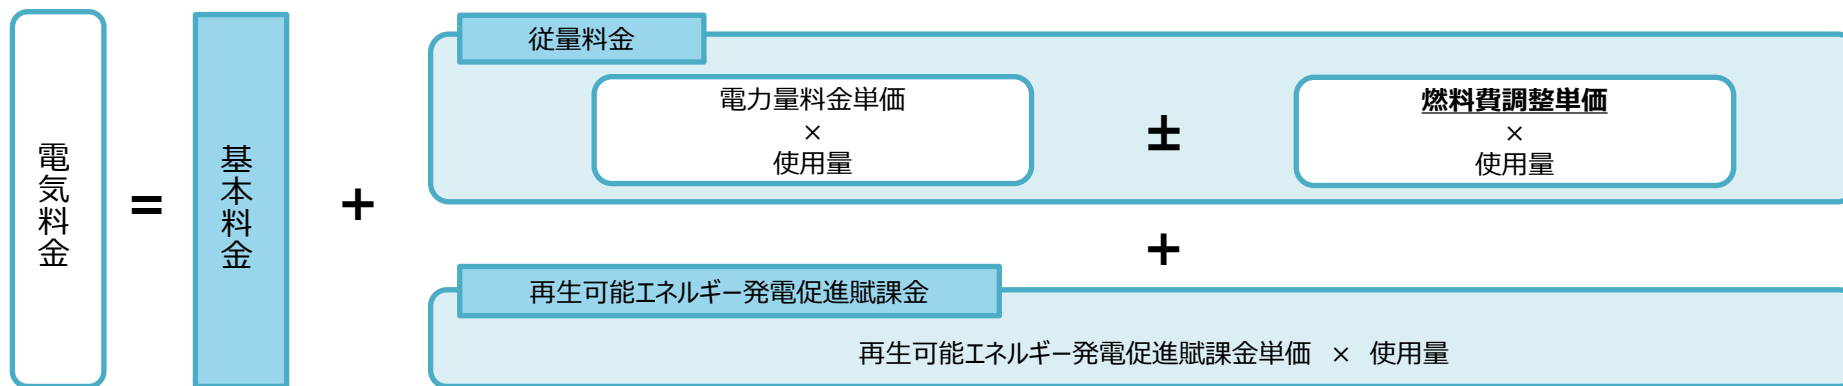 電気料金
=
基本料金
+
従量料金
電力量料金単価
×
使用量
±
燃料費調整単価
×
使用量
+
再生可能エネルギー発電促進賦課金
再生可能エネルギー発電促進賦課金単価 × 使用量